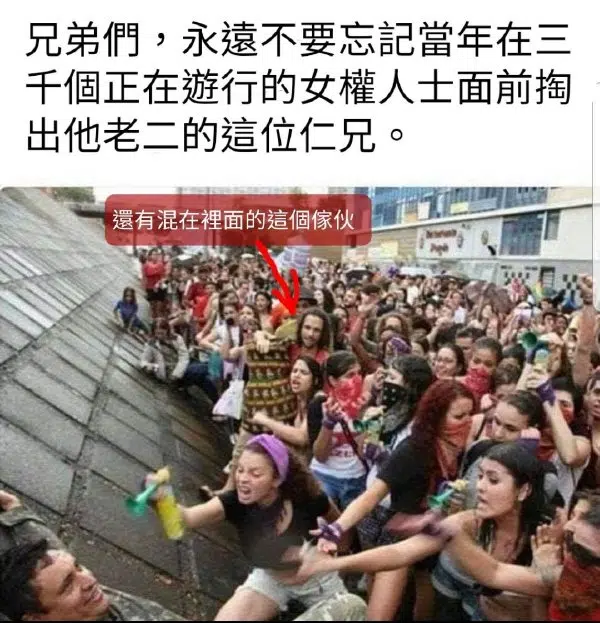 兄弟們，永遠不要忘記當年在三
千個正在遊行的女權人士面前掏
出他老二的這位仁兄。
還有混在裡面的這個傢伙